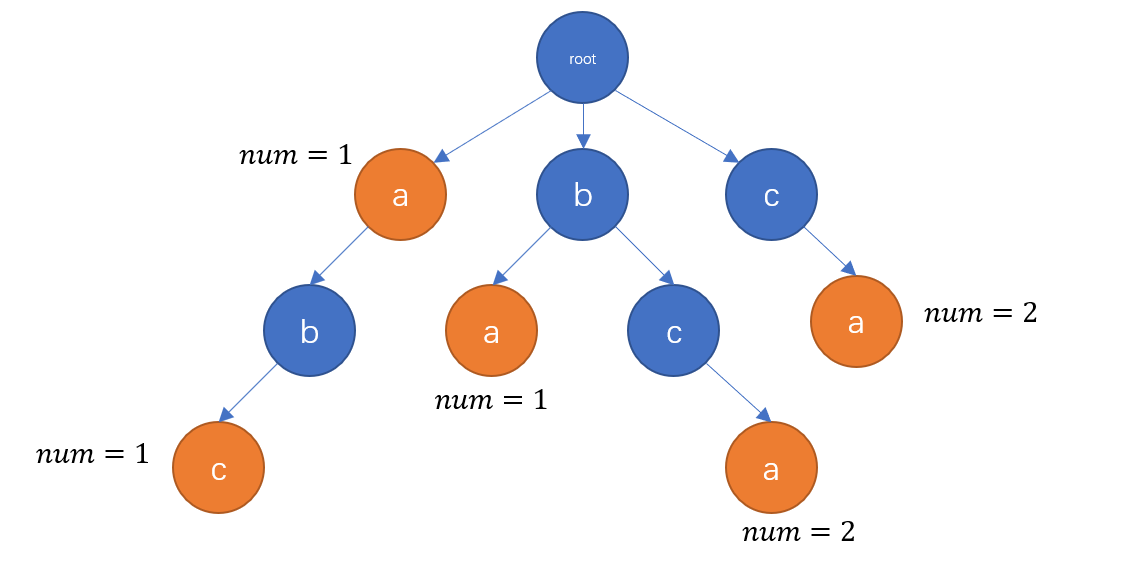 root
num = 1
a
b
c
b
a
c
a
num = 2
num = 1
num = 1
c
a
num = 2